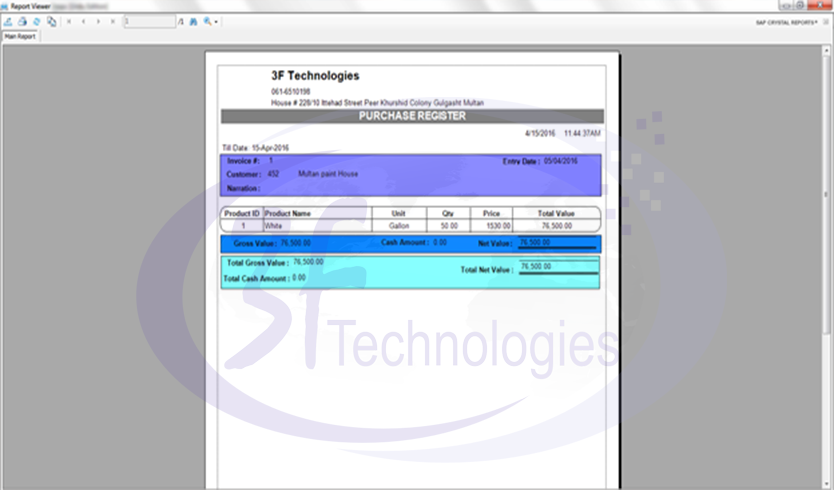 Report Viewer
1 /1 SAP CRYSTAL REPORTS
Main Report
3F Technologies
061-6510198
House # 228/10 Ittehad Street Peer Khurshid Colony Gulgasht Multan
PURCHASE REGISTER
4/15/2016 11:44:37AM
Till Date: 15-Apr-2016
Invoice #: 1 Entry Date : 05/04/2016
Customer: 452 Multan paint House
Narration :
Product ID Product Name Unit Qty Price Total Value
1 White Gallon 50.00 1530.00 76,500.00
Gross Value : 76,500.00 Cash Amount : 0.00 Net Value : 76,500.00
Total Gross Value : 76,500.00 Total Net Value : 76,500.00
Total Cash Amount : 0.00
3F Technologies